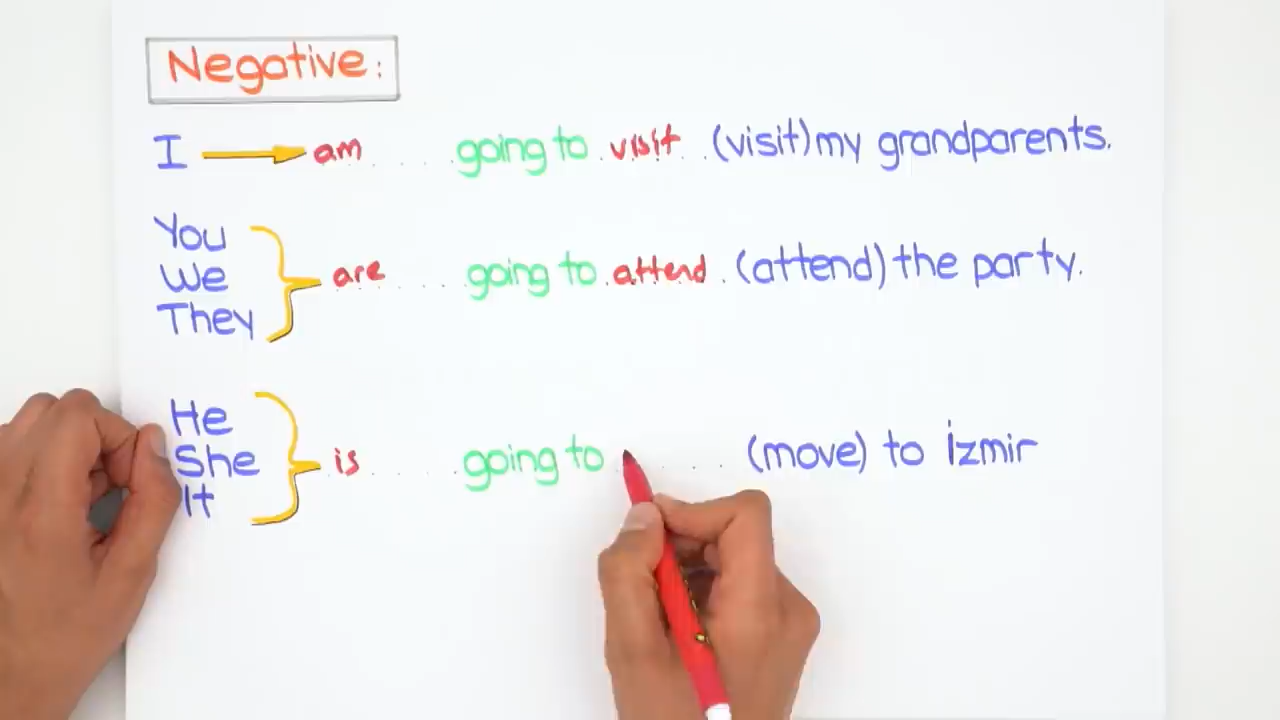 Negative:
I am going to visit (visit) my grandparents.
You
We are going to attend (attend) the party.
They
He
She is going to (move) to İzmir
It